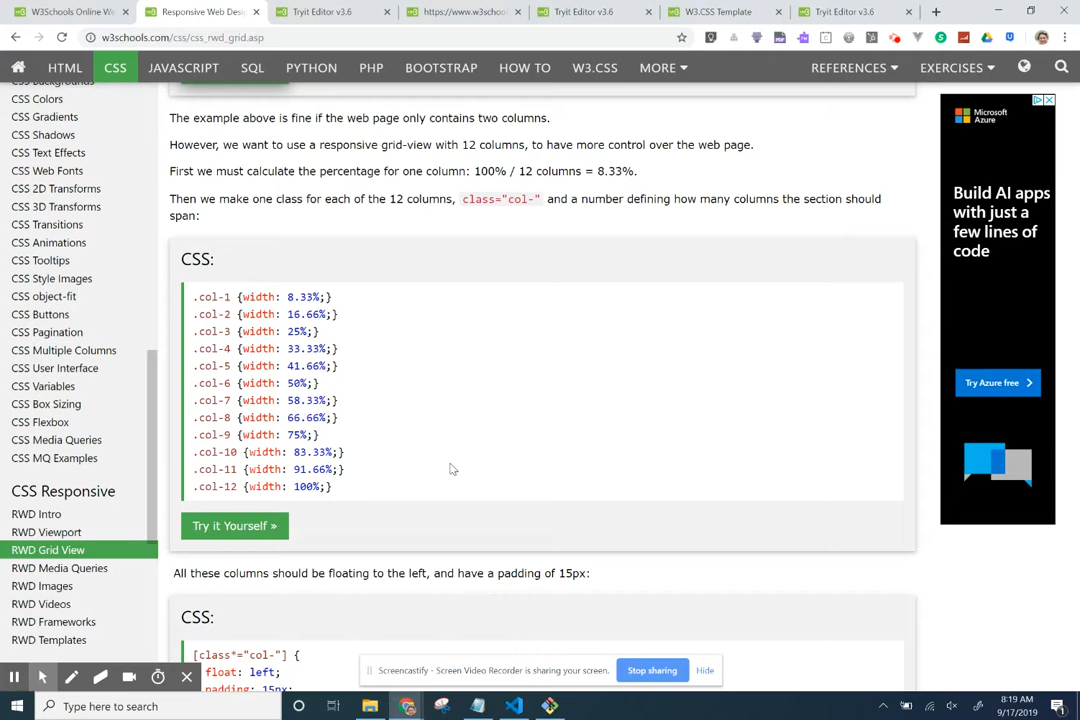 W3Schools Online Web
Responsive Web Desi
Tryit Editor v3.6
https://www.w3school
Tryit Editor v3.6
W3.CSS Template
Tryit Editor v3.6
w3schools.com/css/css_rwd_grid.asp
HTML CSS JAVASCRIPT SQL PYTHON PHP BOOTSTRAP HOW TO W3.CSS MORE REFERENCES EXERCISES
CSS Backgrounds
CSS Colors
CSS Gradients
CSS Shadows
CSS Text Effects
CSS Web Fonts
CSS 2D Transforms
CSS 3D Transforms
CSS Transitions
CSS Animations
CSS Tooltips
CSS Style Images
CSS object-fit
CSS Buttons
CSS Pagination
CSS Multiple Columns
CSS User Interface
CSS Variables
CSS Box Sizing
CSS Flexbox
CSS Media Queries
CSS MQ Examples
CSS Responsive
RWD Intro
RWD Viewport
RWD Grid View
RWD Media Queries
RWD Images
RWD Videos
RWD Frameworks
RWD Templates
The example above is fine if the web page only contains two columns.
However, we want to use a responsive grid-view with 12 columns, to have more control over the web page.
First we must calculate the percentage for one column: 100% / 12 columns = 8.33%.
Then we make one class for each of the 12 columns, class="col-" and a number defining how many columns the section should
span:
CSS:
.col-1 {width: 8.33%;}
.col-2 {width: 16.66%;}
.col-3 {width: 25%;}
.col-4 {width: 33.33%;}
.col-5 {width: 41.66%;}
.col-6 {width: 50%;}
.col-7 {width: 58.33%;}
.col-8 {width: 66.66%;}
.col-9 {width: 75%;}
.col-10 {width: 83.33%;}
.col-11 {width: 91.66%;}
.col-12 {width: 100%;}
Try it Yourself »
All these columns should be floating to the left, and have a padding of 15px:
CSS:
[class*="col-"] {
float: left;
padding: 15px;
Microsoft
Azure
Build AI apps
with just a
few lines of
code
Try Azure free
Screencastify - Screen Video Recorder is sharing your screen.
Stop sharing
Hide
Type here to search
8:19 AM
9/17/2019